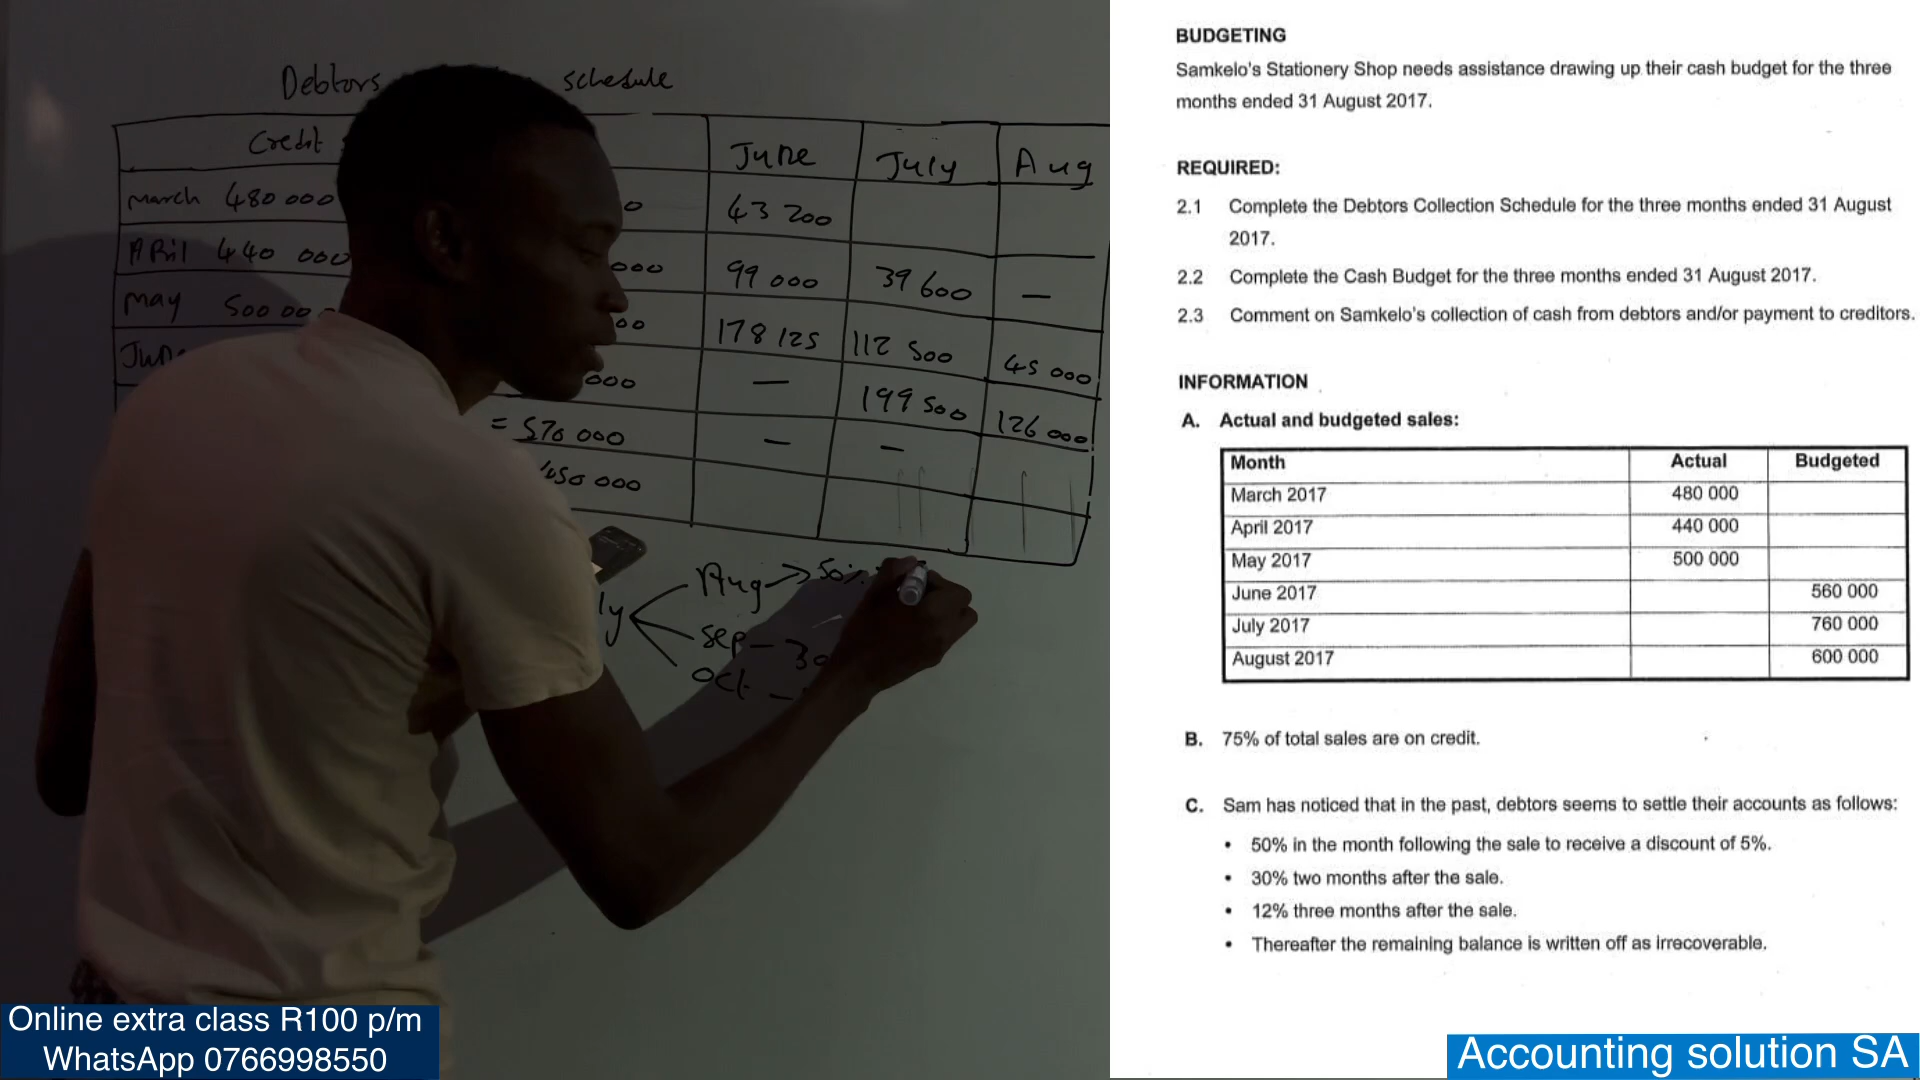 Debtors schedule
Credit June July Aug
March 480 000 0 43 200
April 440 000 000 99 000 39 600 —
May 500 00 00 178 125 112 500 45 000
June 000 — 199 500 126 000
= 570 000 — —
450 000
ly Aug → 50%
sep — 30
oct —
Online extra class R100 p/m
WhatsApp 0766998550
BUDGETING
Samkelo's Stationery Shop needs assistance drawing up their cash budget for the three
months ended 31 August 2017.
REQUIRED:
2.1 Complete the Debtors Collection Schedule for the three months ended 31 August
2017.
2.2 Complete the Cash Budget for the three months ended 31 August 2017.
2.3 Comment on Samkelo's collection of cash from debtors and/or payment to creditors.
INFORMATION
A. Actual and budgeted sales:
Month Actual Budgeted
March 2017 480 000
April 2017 440 000
May 2017 500 000
June 2017 560 000
July 2017 760 000
August 2017 600 000
B. 75% of total sales are on credit.
C. Sam has noticed that in the past, debtors seems to settle their accounts as follows:
• 50% in the month following the sale to receive a discount of 5%.
• 30% two months after the sale.
• 12% three months after the sale.
• Thereafter the remaining balance is written off as irrecoverable.
Accounting solution SA